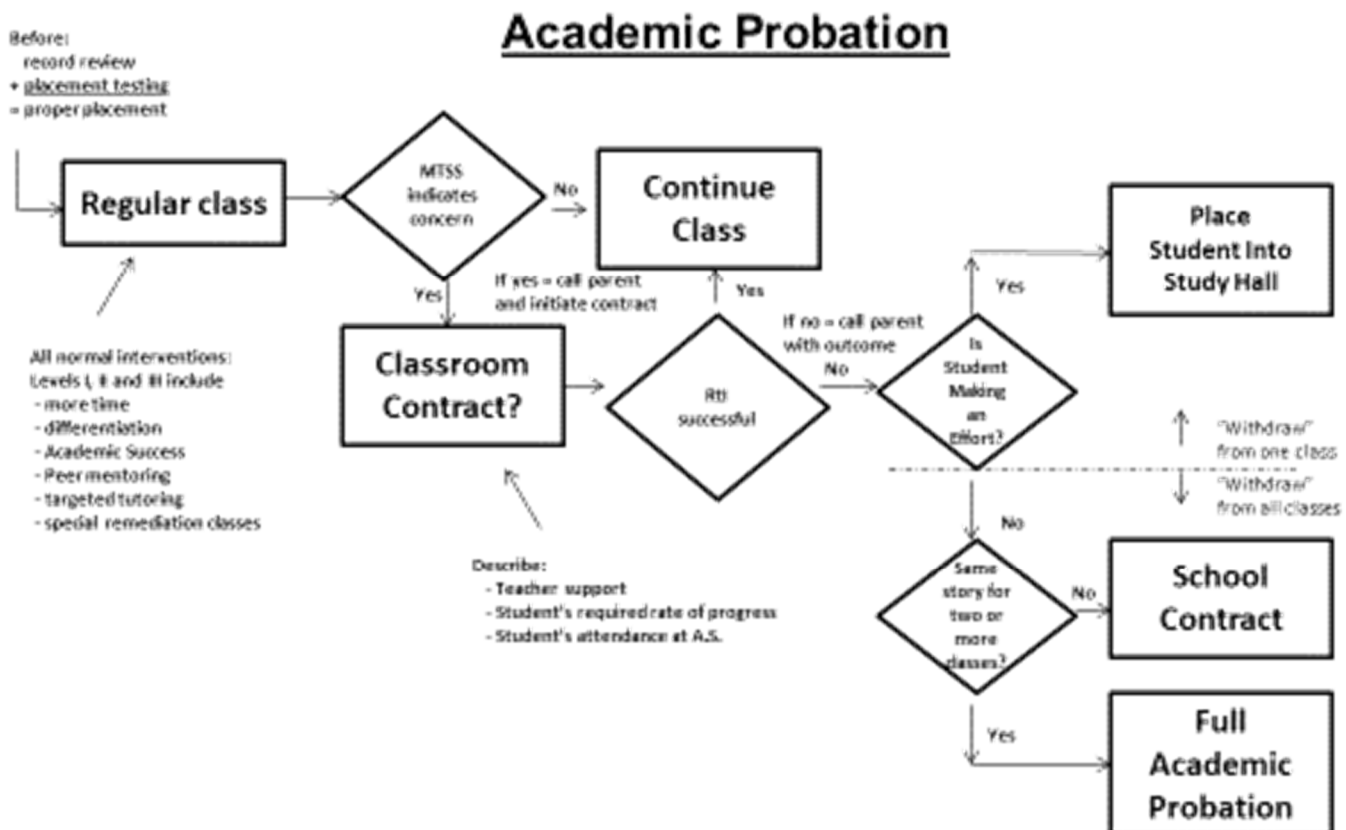 Academic Probation
Before:
record review
+ placement testing
= proper placement
Regular class
MTSS
indicates
concern
No
Continue
Class
Place
Student Into
Study Hall
Yes
If yes = call parent
and initiate contract
Yes
If no = call parent
with outcome
No
Yes
Is
Student
Making
an
Effort?
All normal interventions:
Levels I, II and III include
- more time
- differentiation
- Academic Success
- Peer mentoring
- targeted tutoring
- special remediation classes
Classroom
Contract?
RtI
successful
"Withdraw"
from one class
"Withdraw"
from all classes
No
Describe:
- Teacher support
- Student's required rate of progress
- Student's attendance at A.S.
Same
story for
two or
more
classes?
No
School
Contract
Yes
Full
Academic
Probation